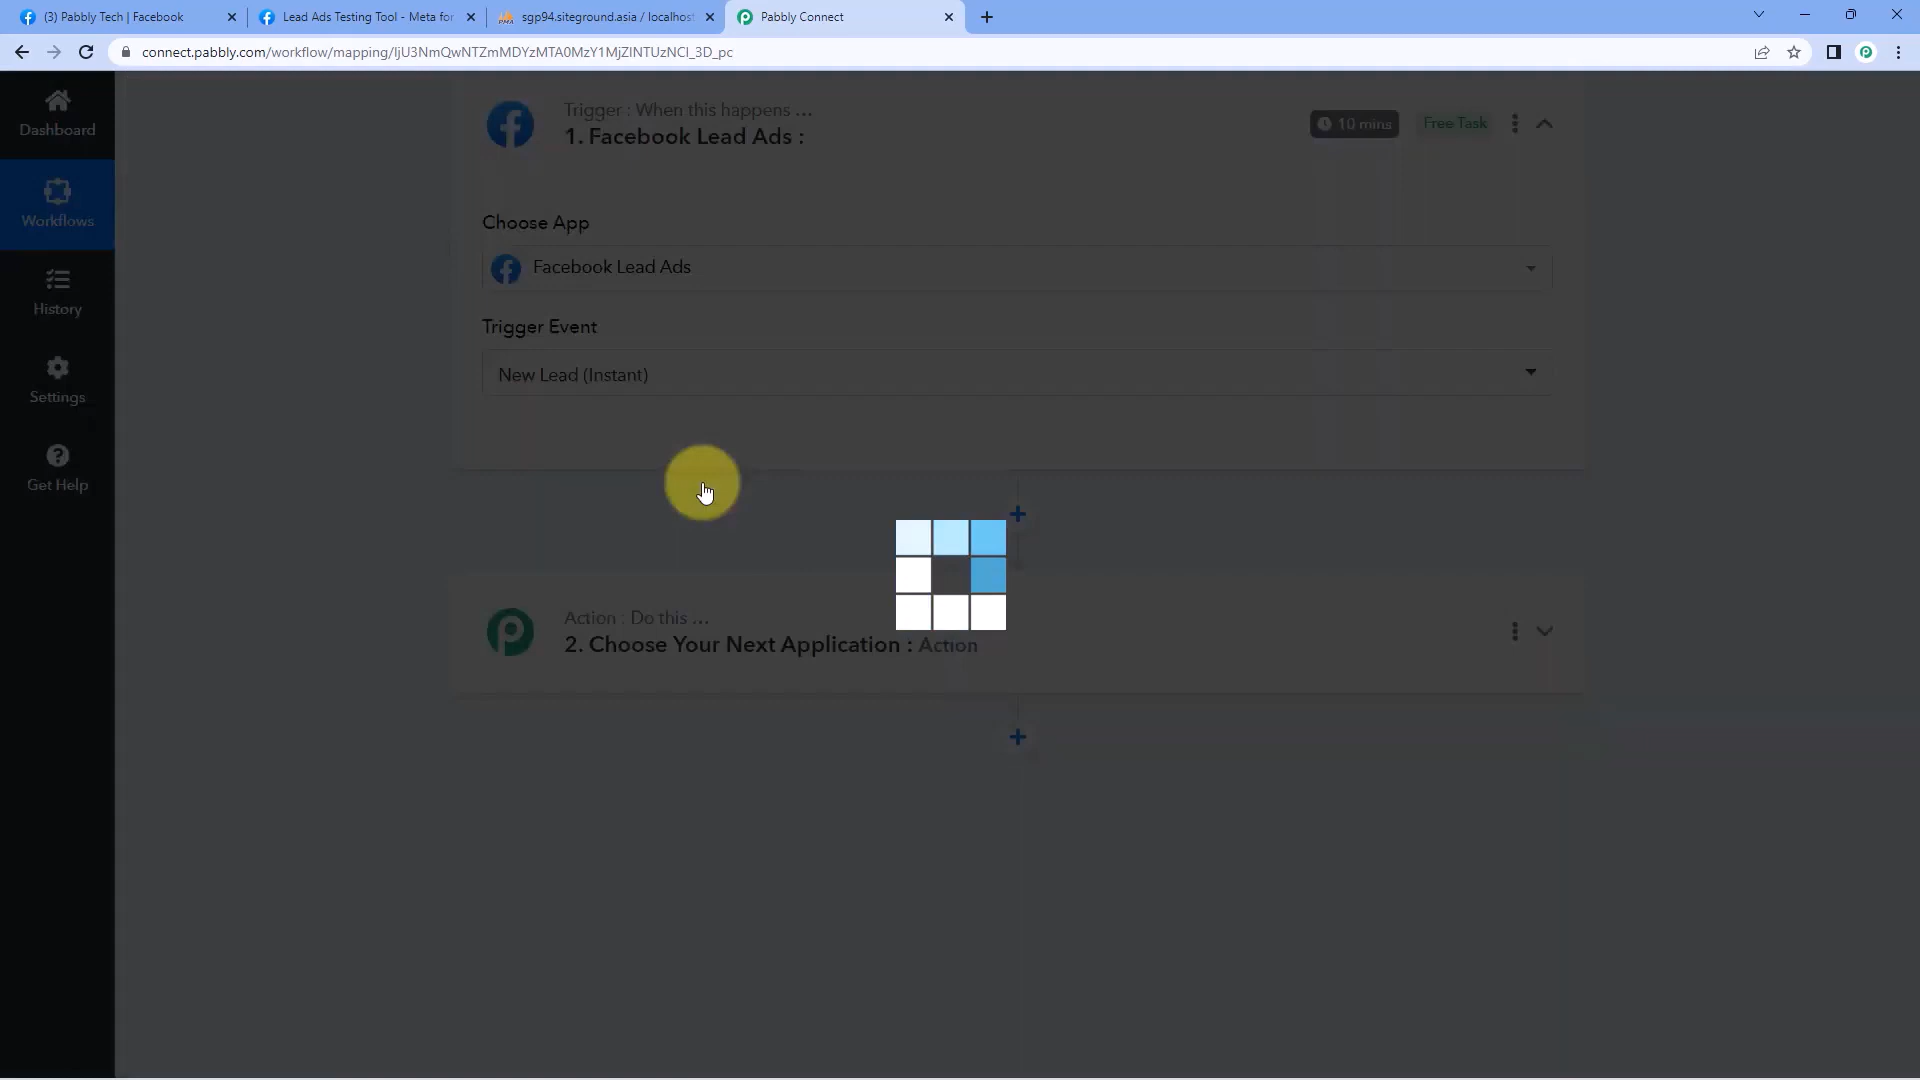 (3) Pabbly Tech | Facebook
Lead Ads Testing Tool - Meta for
sgp94.siteground.asia / localhost
Pabbly Connect
connect.pabbly.com/workflow/mapping/IjU3NmQwNTZmMDYzMTA0MzY1MjZlNTUzNCI_3D_pc
Dashboard
Workflows
History
Settings
Get Help
Trigger : When this happens ...
1. Facebook Lead Ads :
10 mins
Free Task
Choose App
Facebook Lead Ads
Trigger Event
New Lead (Instant)
Action : Do this ...
2. Choose Your Next Application : Action